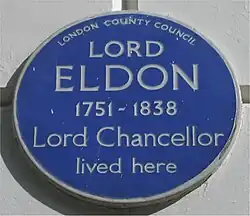 LONDON COUNTY COUNCIL
LORD
ELDON
1751-1838
Lord Chancellor
lived here